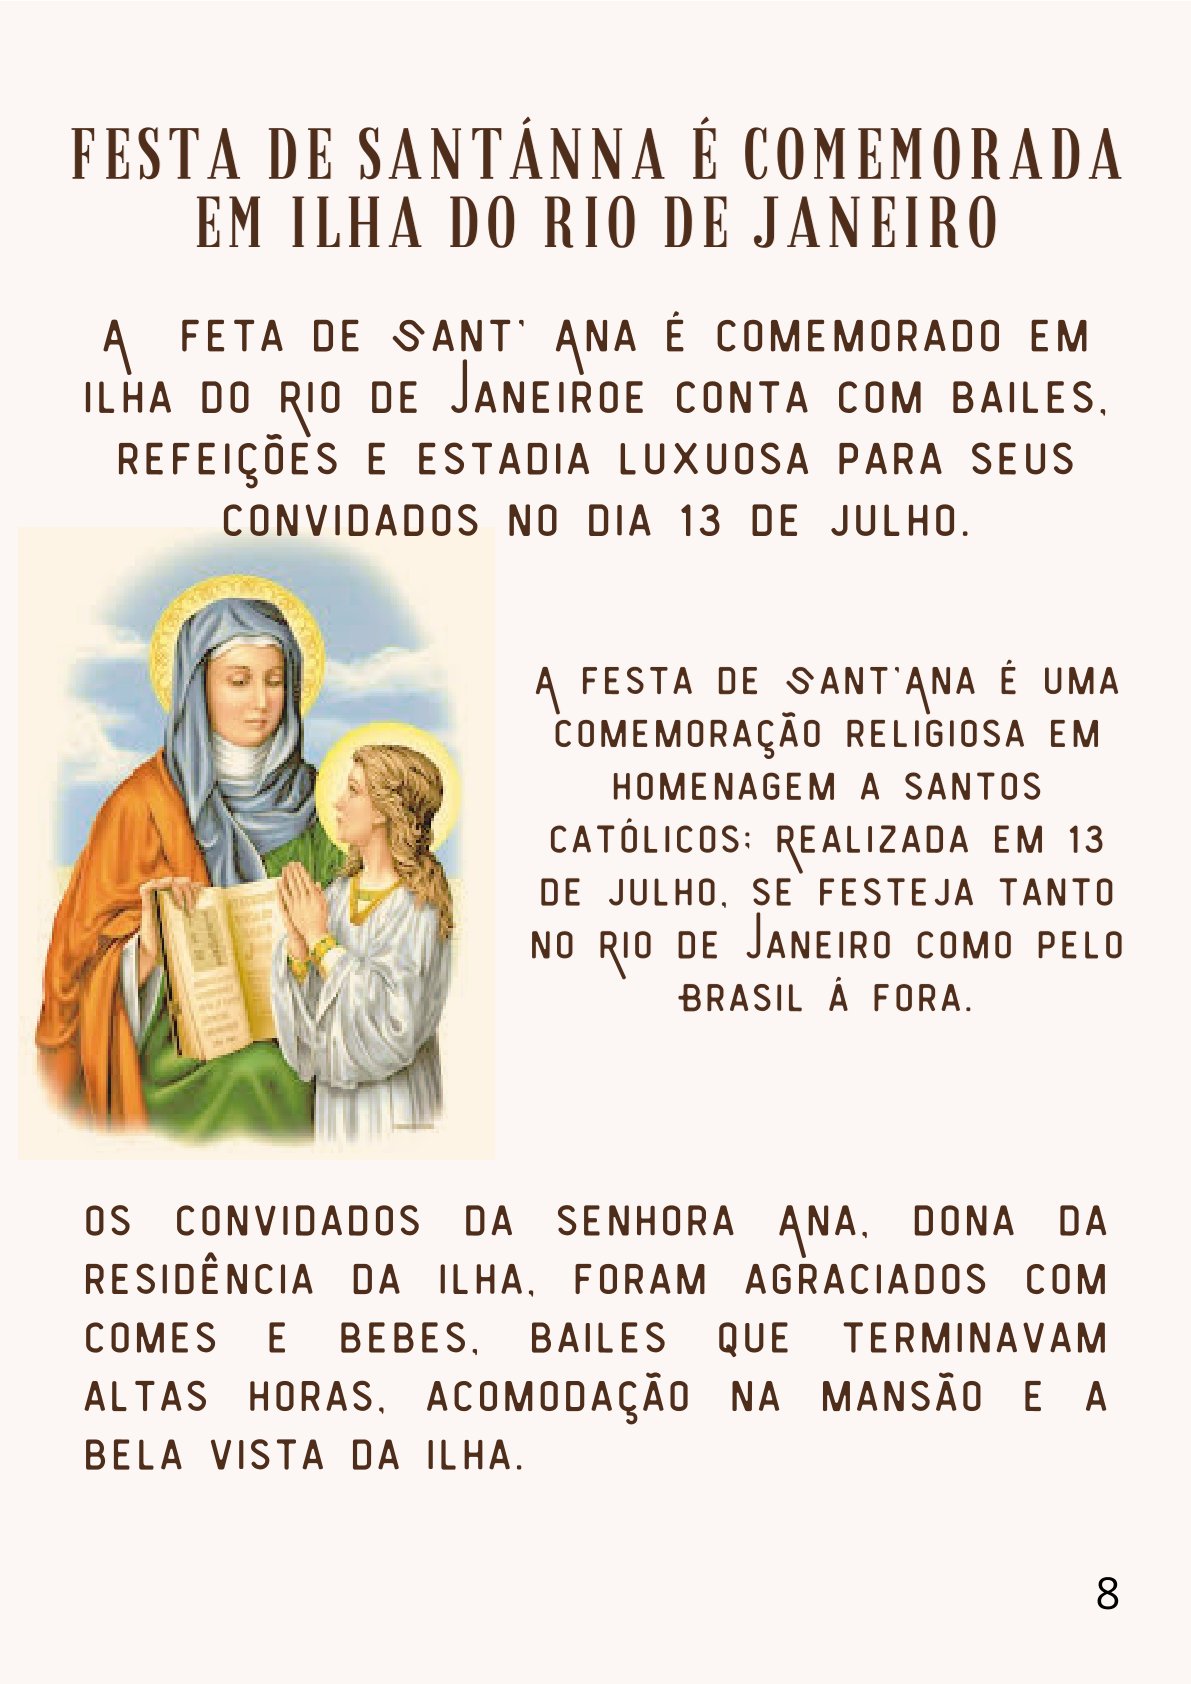 FESTA DE SANTÁNNA É COMEMORADA
EM ILHA DO RIO DE JANEIRO
A FETA DE SANT' ANA É COMEMORADO EM
ILHA DO RIO DE JANEIROE CONTA COM BAILES,
REFEIÇÕES E ESTADIA LUXUOSA PARA SEUS
CONVIDADOS NO DIA 13 DE JULHO.
A FESTA DE SANT'ANA É UMA
COMEMORAÇÃO RELIGIOSA EM
HOMENAGEM A SANTOS
CATÓLICOS; REALIZADA EM 13
DE JULHO, SE FESTEJA TANTO
NO RIO DE JANEIRO COMO PELO
BRASIL Á FORA.
OS CONVIDADOS DA SENHORA ANA, DONA DA
RESIDÊNCIA DA ILHA, FORAM AGRACIADOS COM
COMES E BEBES, BAILES QUE TERMINAVAM
ALTAS HORAS, ACOMODAÇÃO NA MANSÃO E A
BELA VISTA DA ILHA.
8